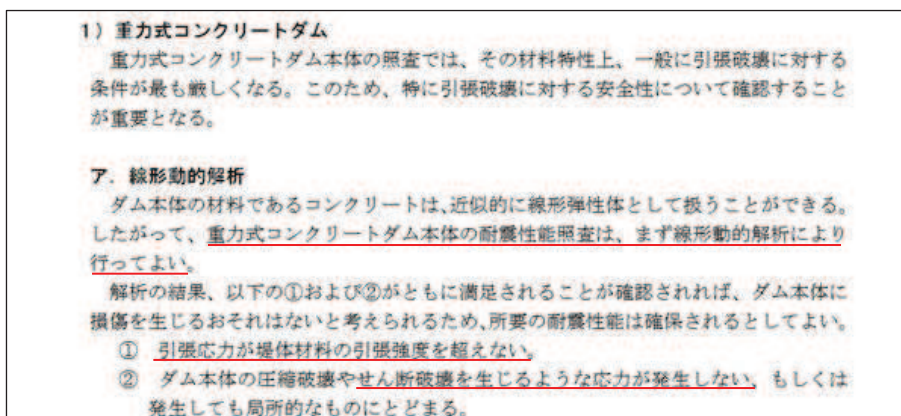 1）重力式コンクリートダム
重力式コンクリートダム本体の照査では、その材料特性上、一般に引張破壊に対する
条件が最も厳しくなる。このため、特に引張破壊に対する安全性について確認すること
が重要となる。
ア．線形動的解析
ダム本体の材料であるコンクリートは、近似的に線形弾性体として扱うことができる。
したがって、重力式コンクリートダム本体の耐震性能照査は、まず線形動的解析により
行ってよい。
解析の結果、以下の①および②がともに満足されることが確認されれば、ダム本体に
損傷を生じるおそれはないと考えられるため、所要の耐震性能は確保されるとしてよい。
① 引張応力が堤体材料の引張強度を超えない。
② ダム本体の圧縮破壊やせん断破壊を生じるような応力が発生しない、もしくは
発生しても局所的なものにとどまる。